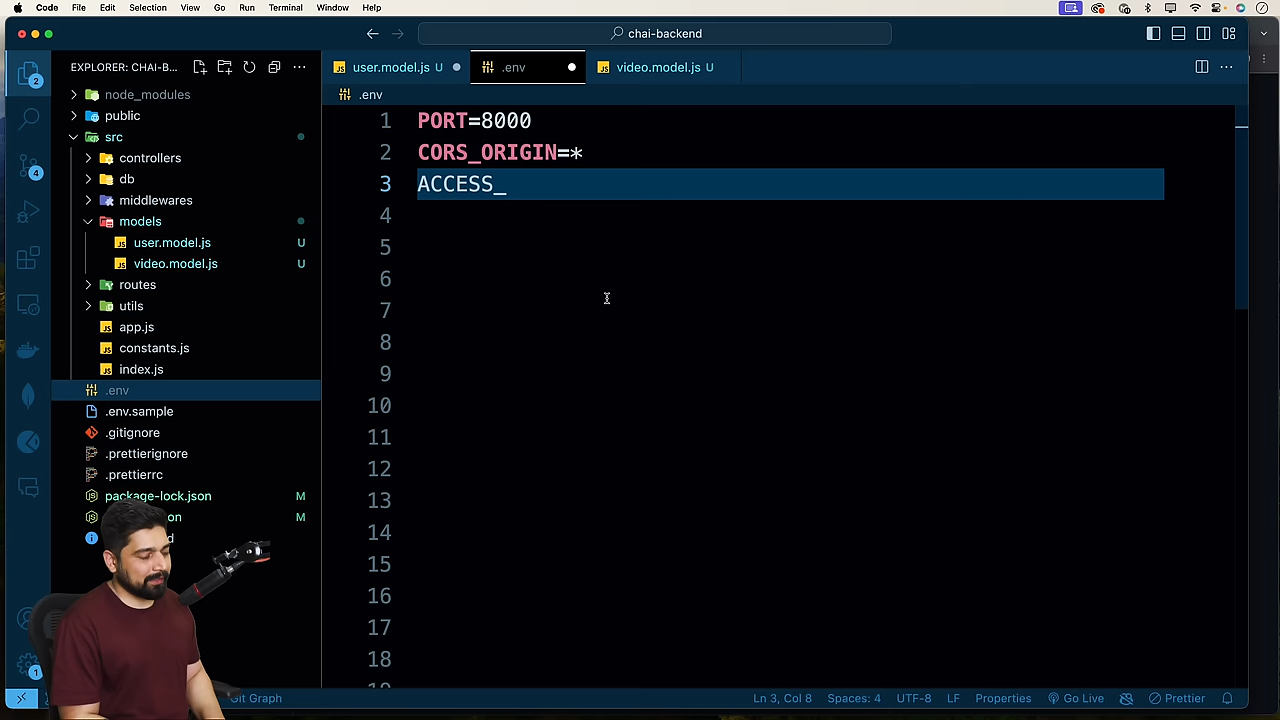 Code File Edit Selection View Go Run Terminal Window Help
chai-backend
EXPLORER: CHAI-B...
user.model.js U
.env
video.model.js U
.env
node_modules
public
src
controllers
db
middlewares
models
user.model.js U
video.model.js U
routes
utils
app.js
constants.js
index.js
.env
.env.sample
.gitignore
.prettierignore
.prettierrc
package-lock.json M
on M
d
2
4
1
1 PORT=8000
2 CORS_ORIGIN=*
3 ACCESS_
4
5
6
7
8
9
10
11
12
13
14
15
16
17
18
Git Graph
Ln 3, Col 8 Spaces: 4 UTF-8 LF Properties Go Live Prettier